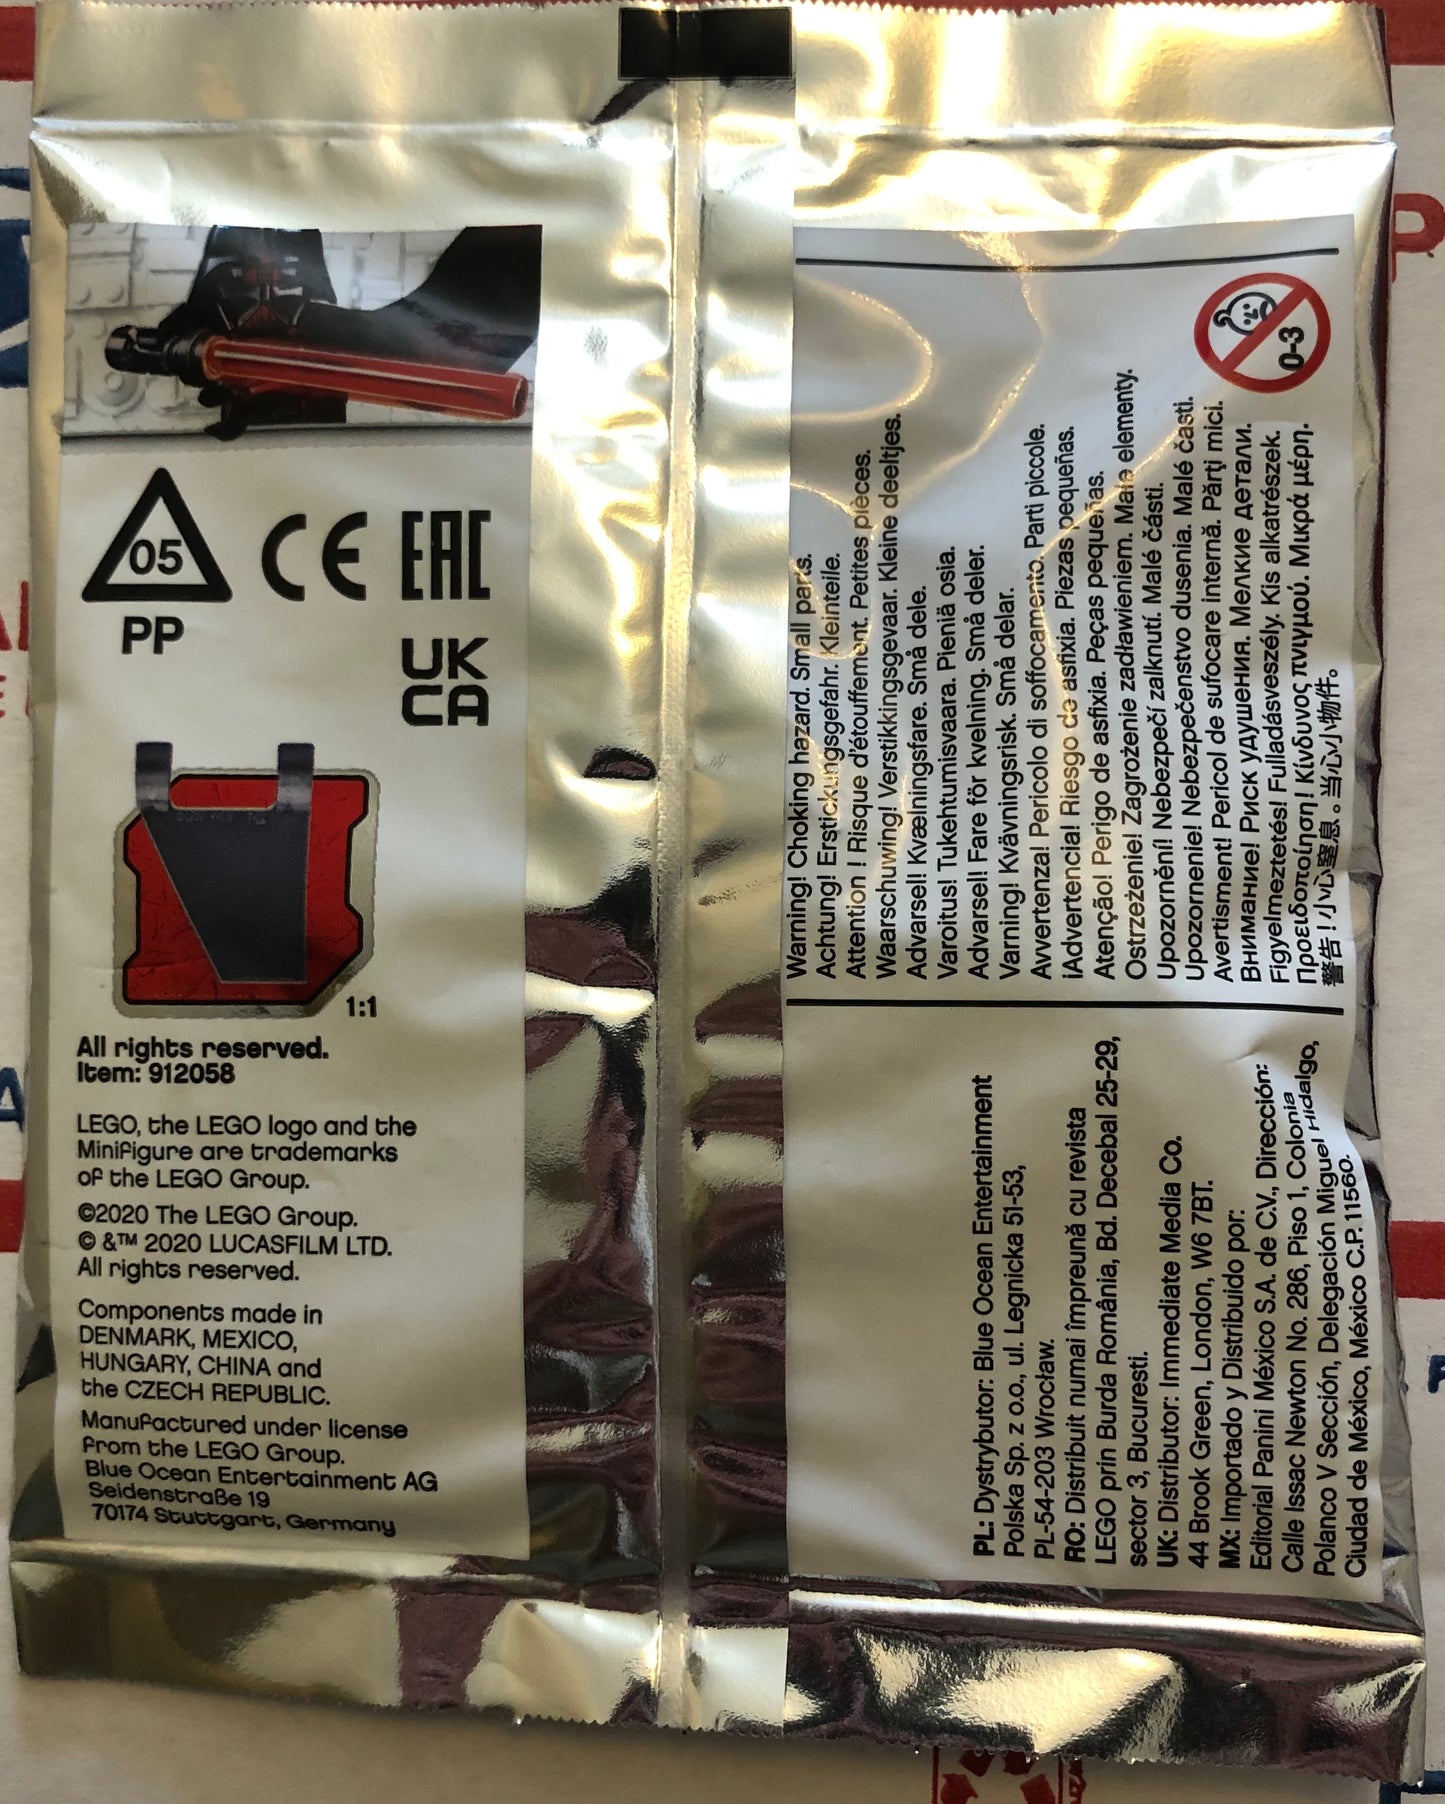 05
PP
CE
EAC
UK
CA
1:1
All rights reserved.
Item: 912058
LEGO, the LEGO logo and the
Minifigure are trademarks
of the LEGO Group.
©2020 The LEGO Group.
© &™ 2020 LUCASFILM LTD.
All rights reserved.
Components made in
DENMARK, MEXICO,
HUNGARY, CHINA and
the CZECH REPUBLIC.
Manufactured under license
from the LEGO Group.
Blue Ocean Entertainment AG
Seidenstraße 19
70174 Stuttgart, Germany
0-3
Warning! Choking hazard. Small parts.
Achtung! Erstickungsgefahr. Kleinteile.
Attention ! Risque d'étouffement. Petites pièces.
Waarschuwing! Verstikkingsgevaar. Kleine deeltjes.
Advarsel! Kvælningsfare. Små dele.
Varoitus! Tukehtumisvaara. Pieniä osia.
Advarsel! Fare för kvelning. Små deler.
Varning! Kvävningsrisk. Små delar.
Avvertenza! Pericolo di soffocamento. Parti piccole.
¡Advertencia! Riesgo de asfixia. Piezas pequeñas.
Atenção! Perigo de asfixia. Peças pequeñas.
Ostrzeżenie! Zagrożenie zadławieniem. Małe elementy.
Upozornění! Nebezpečí zalknutí. Malé části.
Upozornenie! Nebezpečenstvo dusenia. Malé časti.
Avertisment! Pericol de sufocare internă. Părţi mici.
Внимание! Риск удушения. Мелкие детали.
Figyelmeztetés! Fulladásveszély. Kis alkatrészek.
Προειδοποίηση! Κίνδυνος πνιγμού. Μικρά μέρη.
警告!小心窒息。当心小物件。
PL: Dystrybutor: Blue Ocean Entertainment
Polska Sp. z o.o., ul. Legnicka 51-53,
PL-54-203 Wrocław.
RO: Distribuit numai împreună cu revista
LEGO prin Burda România, Bd. Decebal 25-29,
sector 3, Bucuresti.
UK: Distributor: Immediate Media Co.
44 Brook Green, London, W6 7BT.
MX: Importado y Distribuido por:
Editorial Panini México S.A. de C.V., Dirección:
Calle Issac Newton No. 286, Piso 1, Colonia
Polanco V Sección, Delegación Miguel Hidalgo,
Ciudad de México, México C.P. 11560.